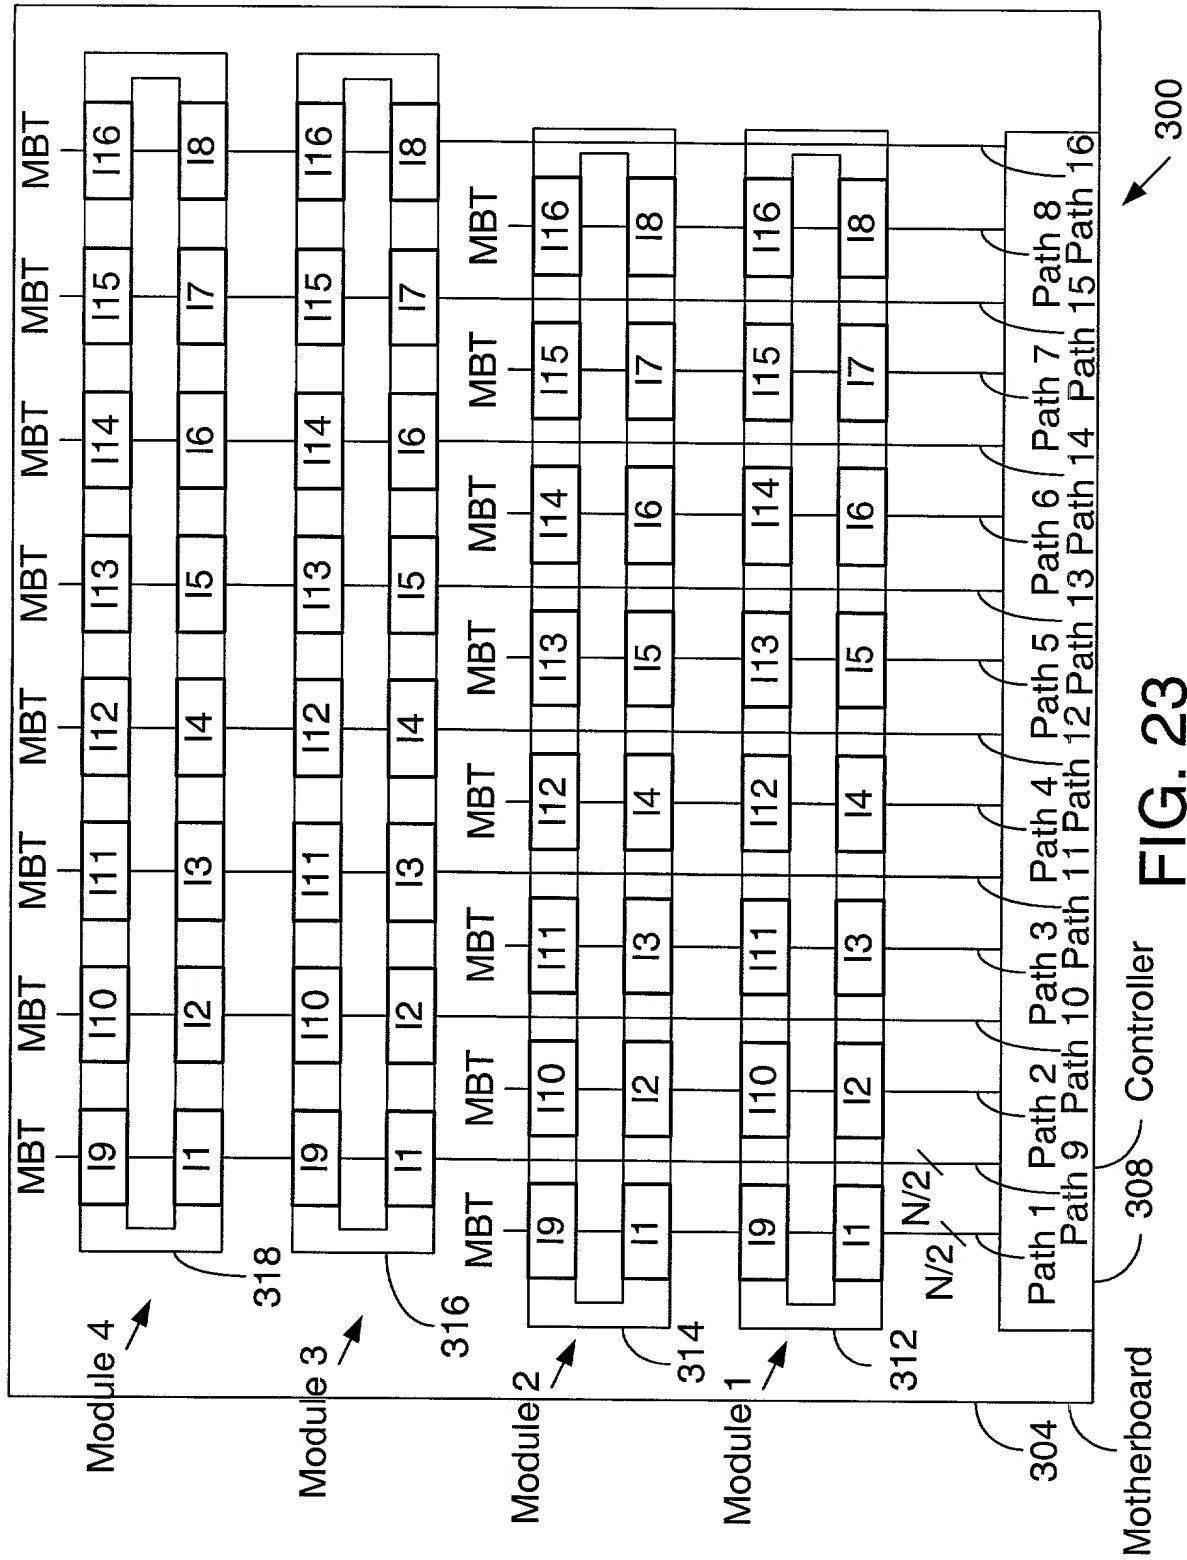 MBT MBT MBT MBT MBT MBT MBT MBT
Module 4
I9 I10 I11 I12 I13 I14 I15 I16
I1 I2 I3 I4 I5 I6 I7 I8
318
Module 3
I9 I10 I11 I12 I13 I14 I15 I16
I1 I2 I3 I4 I5 I6 I7 I8
316
MBT MBT MBT MBT MBT MBT MBT MBT
Module 2
I9 I10 I11 I12 I13 I14 I15 I16
I1 I2 I3 I4 I5 I6 I7 I8
314
Module 1
I9 I10 I11 I12 I13 I14 I15 I16
I1 I2 I3 I4 I5 I6 I7 I8
312
N/2 N/2
304
Path 1 Path 2 Path 3 Path 4 Path 5 Path 6 Path 7 Path 8
Path 9 Path 10 Path 11 Path 12 Path 13 Path 14 Path 15 Path 16
Motherboard
308
Controller
300
FIG. 23